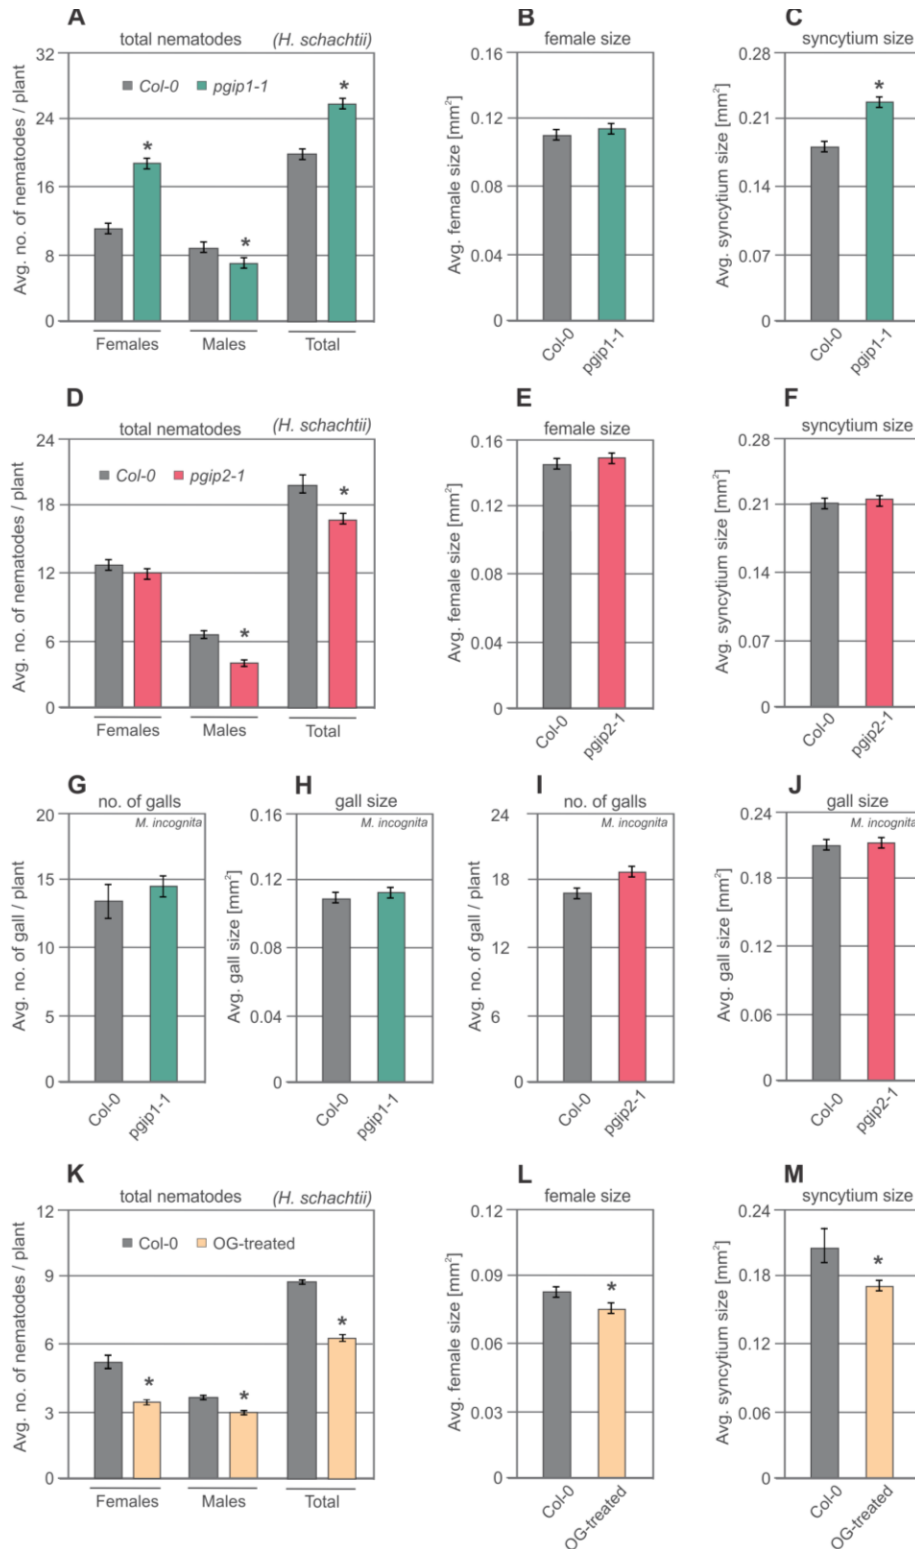 A
total nematodes (H. schachtii)
Avg. no. of nematodes / plant
32
24
16
8
0
Col-0 pgip1-1
*
*
*
Females Males Total
B
female size
Avg. female size [mm²]
0.16
0.12
0.08
0.04
0
Col-0 pgip1-1
C
syncytium size
Avg. syncytium size [mm²]
0.28
0.21
0.14
0.07
0
*
Col-0 pgip1-1
D
total nematodes (H. schachtii)
Avg. no. of nematodes / plant
24
18
12
6
0
Col-0 pgip2-1
*
*
Females Males Total
E
female size
Avg. female size [mm²]
0.16
0.12
0.08
0.04
0
Col-0 pgip2-1
F
syncytium size
Avg. syncytium size [mm²]
0.28
0.21
0.14
0.07
0
Col-0 pgip2-1
G
no. of galls
M. incognita
Avg. no. of gall / plant
20
15
10
5
0
Col-0 pgip1-1
H
gall size
Avg. gall size [mm²]
0.16
0.12
0.08
0.04
0
Col-0 pgip1-1
I
no. of galls
M. incognita
Avg. no. of gall / plant
24
18
12
6
0
Col-0 pgip2-1
J
gall size
M. incognita
Avg. gall size [mm²]
0.24
0.18
0.12
0.06
0
Col-0 pgip2-1
K
total nematodes (H. schachtii)
Avg. no. of nematodes / plant
12
9
6
3
0
Col-0 OG-treated
*
*
*
Females Males Total
L
female size
Avg. female size [mm²]
0.12
0.09
0.06
0.03
0
*
Col-0 OG-treated
M
syncytium size
Avg. syncytium size [mm²]
0.24
0.18
0.12
0.06
0
*
Col-0 OG-treated